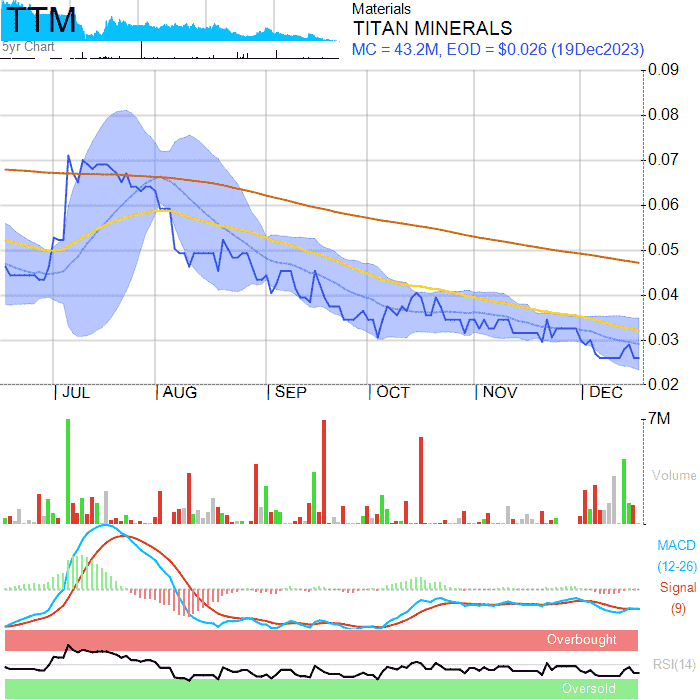 TTM
5yr Chart
Materials
TITAN MINERALS
MC = 43.2M, EOD = $0.026 (19Dec2023)
0.09
0.08
0.07
0.06
0.05
0.04
0.03
0.02
JUL AUG SEP OCT NOV DEC
7M
Volume
MACD
(12-26)
Signal
(9)
Overbought
RSI(14)
Oversold